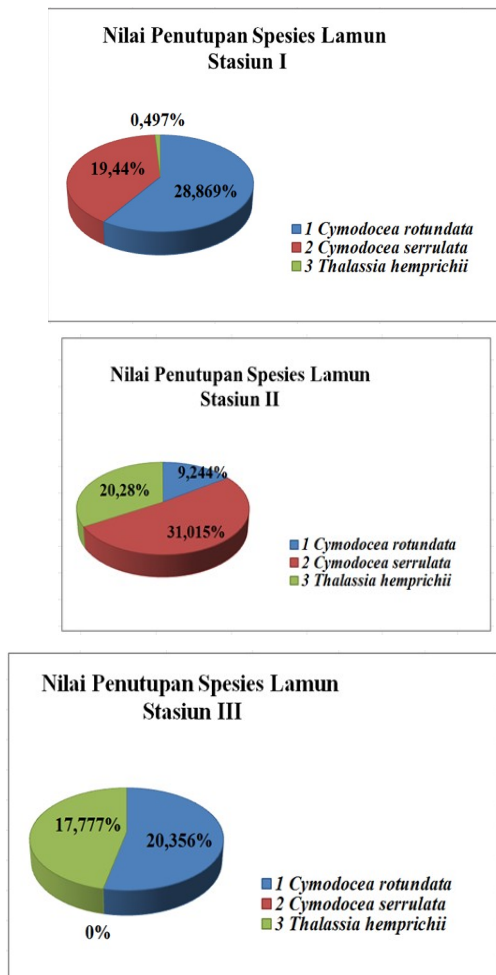 Nilai Penutupan Spesies Lamun
Stasiun I
0,497%
19,44%
28,869%
1 Cymodocea rotundata
2 Cymodocea serrulata
3 Thalassia hemprichii
Nilai Penutupan Spesies Lamun
Stasiun II
9,244%
20,28%
31,015%
1 Cymodocea rotundata
2 Cymodocea serrulata
3 Thalassia hemprichii
Nilai Penutupan Spesies Lamun
Stasiun III
17,777%
20,356%
0%
1 Cymodocea rotundata
2 Cymodocea serrulata
3 Thalassia hemprichii